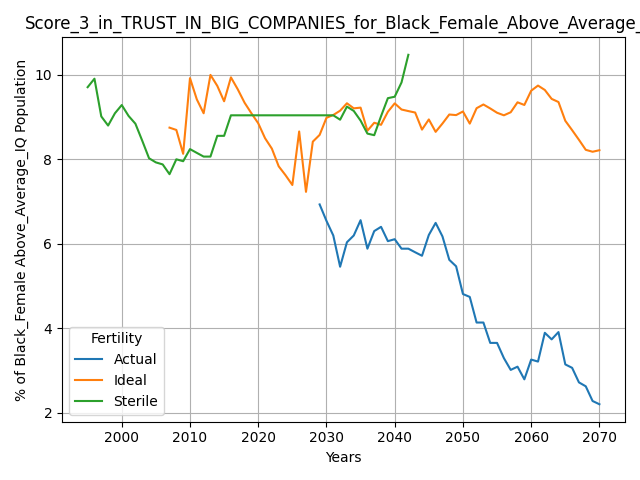 Score_3_in_TRUST_IN_BIG_COMPANIES_for_Black_Female_Above_Average_
% of Black_Female Above_Average_IQ Population
10
8
6
4
2
Fertility
Actual
Ideal
Sterile
2000 2010 2020 2030 2040 2050 2060 2070
Years